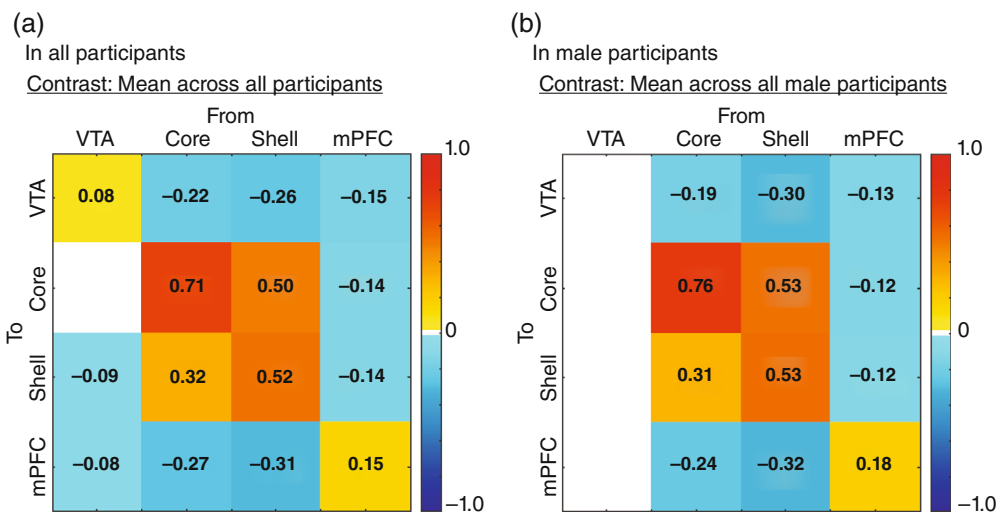 (a)
In all participants
Contrast: Mean across all participants
From
VTA Core Shell mPFC
1.0
VTA 0.08 −0.22 −0.26 −0.15
Core 0.71 0.50 −0.14
0
To
Shell −0.09 0.32 0.52 −0.14
mPFC −0.08 −0.27 −0.31 0.15
−1.0
(b)
In male participants
Contrast: Mean across all male participants
From
VTA Core Shell mPFC
1.0
VTA −0.19 −0.30 −0.13
Core 0.76 0.53 −0.12
0
To
Shell 0.31 0.53 −0.12
mPFC −0.24 −0.32 0.18
−1.0